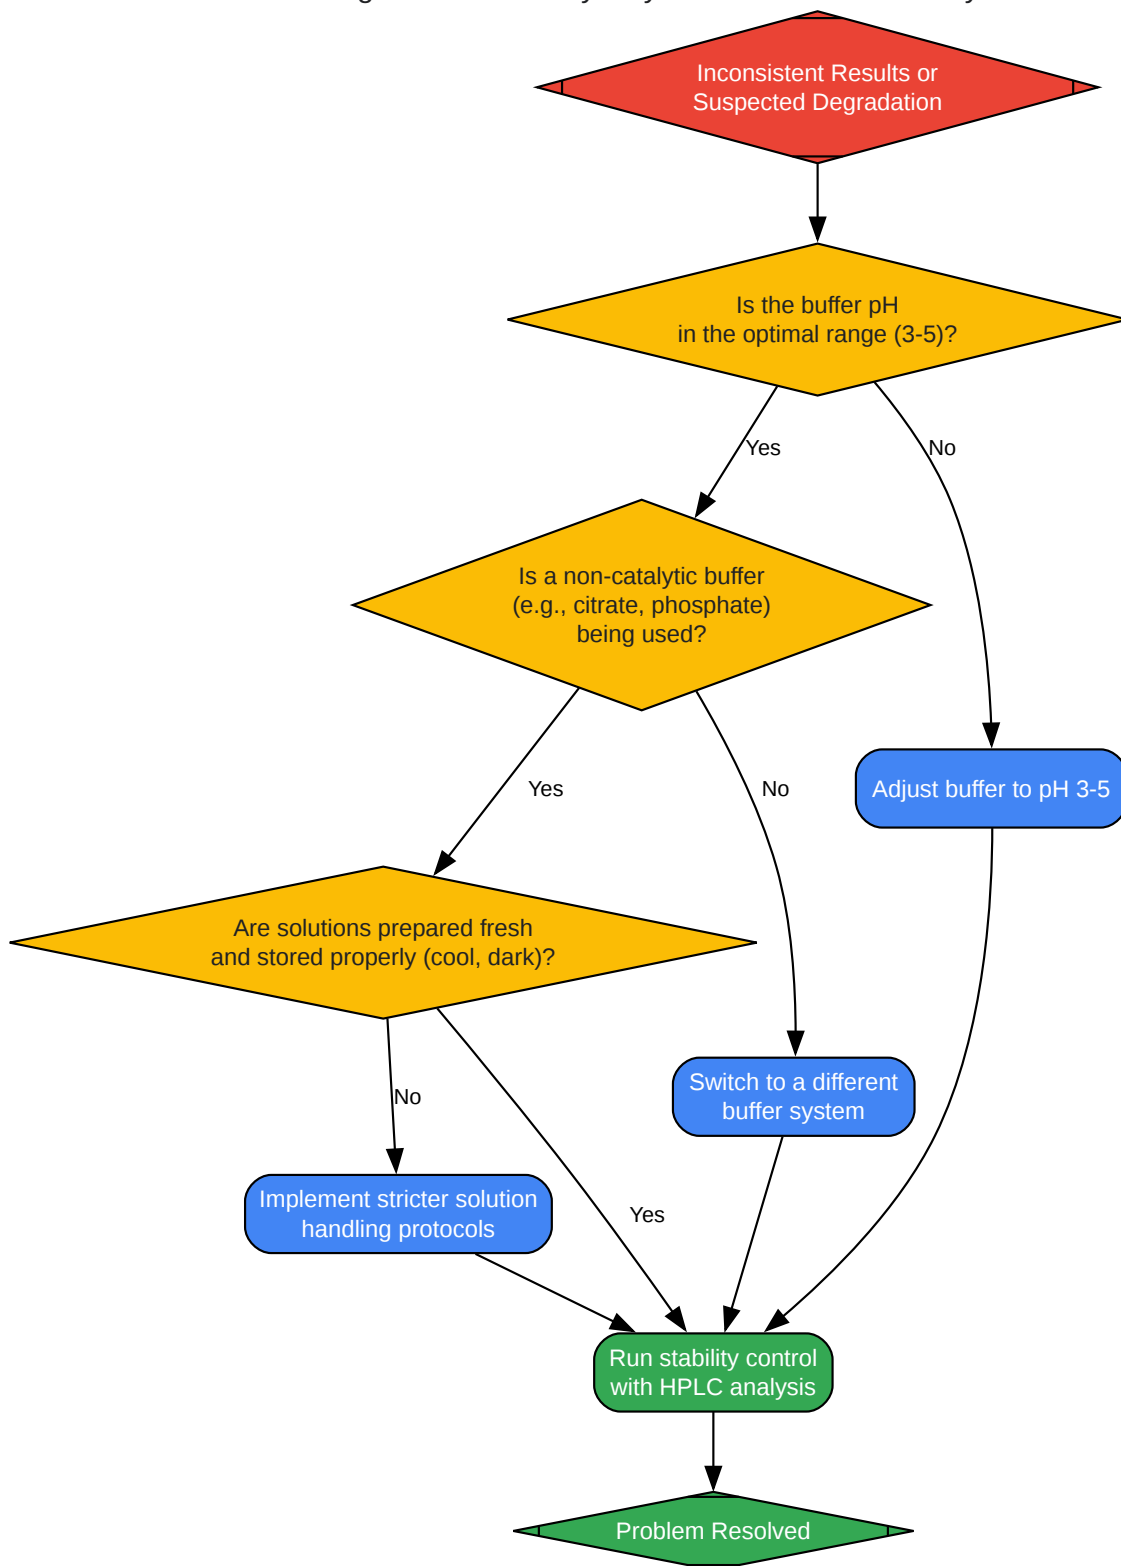 Inconsistent Results or
Suspected Degradation
Is the buffer pH
in the optimal range (3-5)?
Yes
No
Is a non-catalytic buffer
(e.g., citrate, phosphate)
being used?
Yes
No
Adjust buffer to pH 3-5
Are solutions prepared fresh
and stored properly (cool, dark)?
No
Yes
Switch to a different
buffer system
Implement stricter solution
handling protocols
Run stability control
with HPLC analysis
Problem Resolved